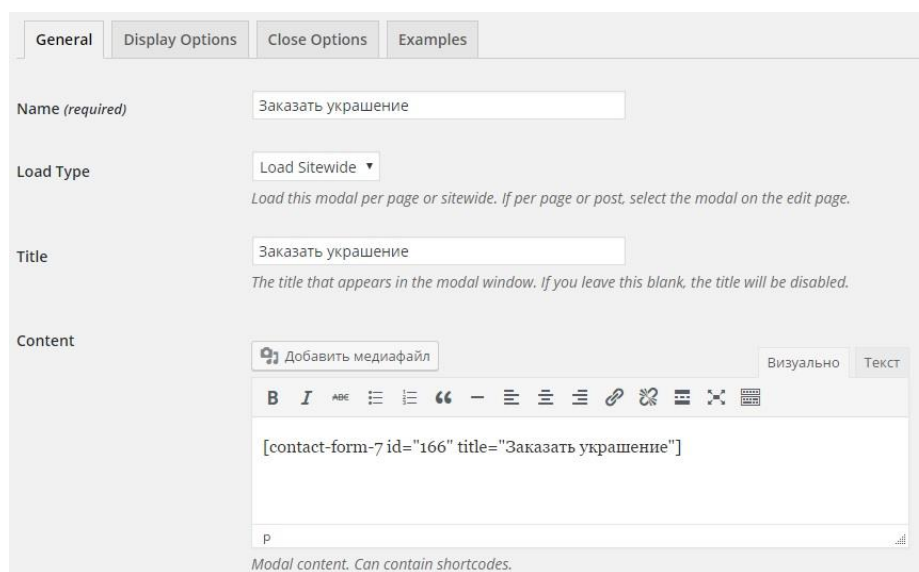 General Display Options Close Options Examples
Name (required) Заказать украшение
Load Type Load Sitewide
Load this modal per page or sitewide. If per page or post, select the modal on the edit page.
Title Заказать украшение
The title that appears in the modal window. If you leave this blank, the title will be disabled.
Content
Добавить медиафайл Визуально Текст
B I ABC
[contact-form-7 id="166" title="Заказать украшение"]
p
Modal content. Can contain shortcodes.